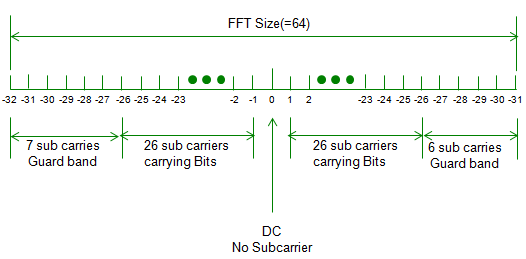 FFT Size(=64)
-32 -31 -30 -29 -28 -27 -26 -25 -24 -23 -2 -1 0 1 2 -23 -24 -25 -26 -27 -28 -29 -30 -31
7 sub carries
Guard band
26 sub carriers
carrying Bits
26 sub carriers
carrying Bits
6 sub carries
Guard band
DC
No Subcarrier